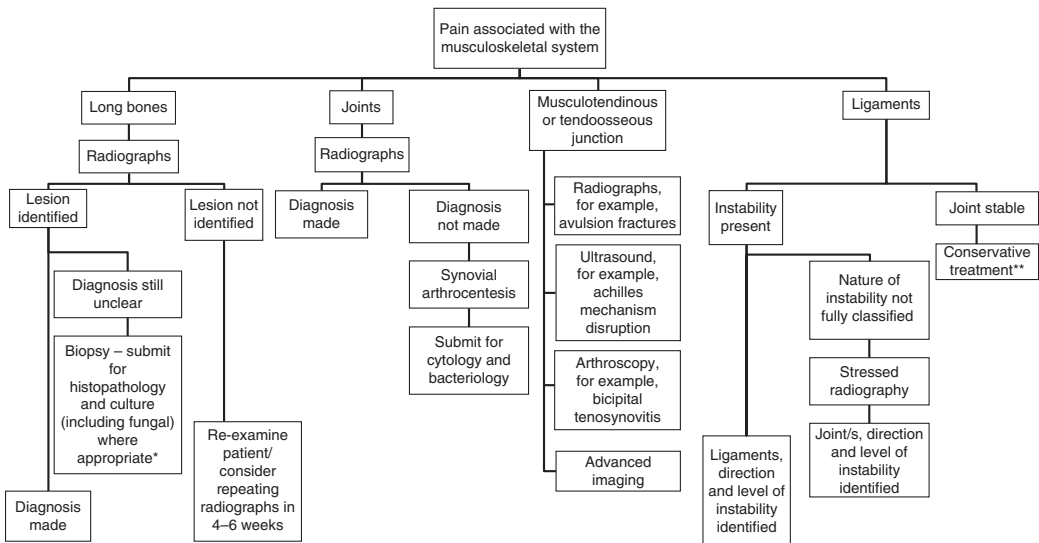 Pain associated with the
musculoskeletal system
Long bones
Joints
Musculotendinous
or tendoosseous
junction
Ligaments
Radiographs
Radiographs
Lesion
identified
Lesion not
identified
Diagnosis
made
Diagnosis
not made
Radiographs,
for example,
avulsion fractures
Instability
present
Joint stable
Diagnosis still
unclear
Synovial
arthrocentesis
Ultrasound,
for example,
achilles
mechanism
disruption
Nature of
instability not
fully classified
Conservative
treatment**
Biopsy – submit
for
histopathology
and culture
(including fungal)
where
appropriate*
Submit for
cytology and
bacteriology
Arthroscopy,
for example,
bicipital
tenosynovitis
Stressed
radiography
Re-examine
patient/
consider
repeating
radiographs in
4–6 weeks
Ligaments,
direction
and level of
instability
identified
Joint/s, direction
and level of
instability
identified
Diagnosis
made
Advanced
imaging